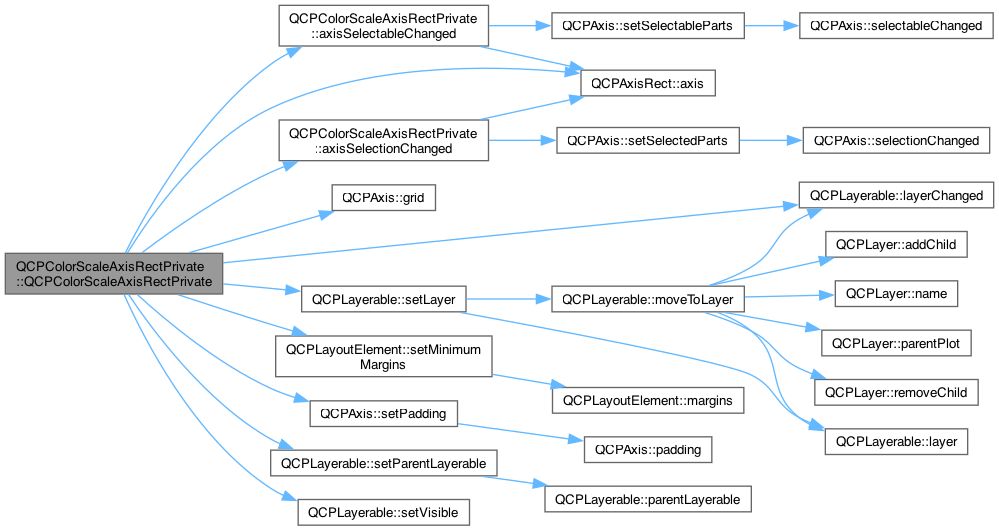 QCPColorScaleAxisRectPrivate
::QCPColorScaleAxisRectPrivate
QCPColorScaleAxisRectPrivate
::axisSelectableChanged
QCPAxis::setSelectableParts
QCPAxis::selectableChanged
QCPAxisRect::axis
QCPColorScaleAxisRectPrivate
::axisSelectionChanged
QCPAxis::setSelectedParts
QCPAxis::selectionChanged
QCPAxis::grid
QCPLayerable::layerChanged
QCPLayerable::setLayer
QCPLayerable::moveToLayer
QCPLayer::addChild
QCPLayer::name
QCPLayer::parentPlot
QCPLayer::removeChild
QCPLayerable::layer
QCPLayoutElement::setMinimum
Margins
QCPLayoutElement::margins
QCPAxis::setPadding
QCPAxis::padding
QCPLayerable::setParentLayerable
QCPLayerable::parentLayerable
QCPLayerable::setVisible